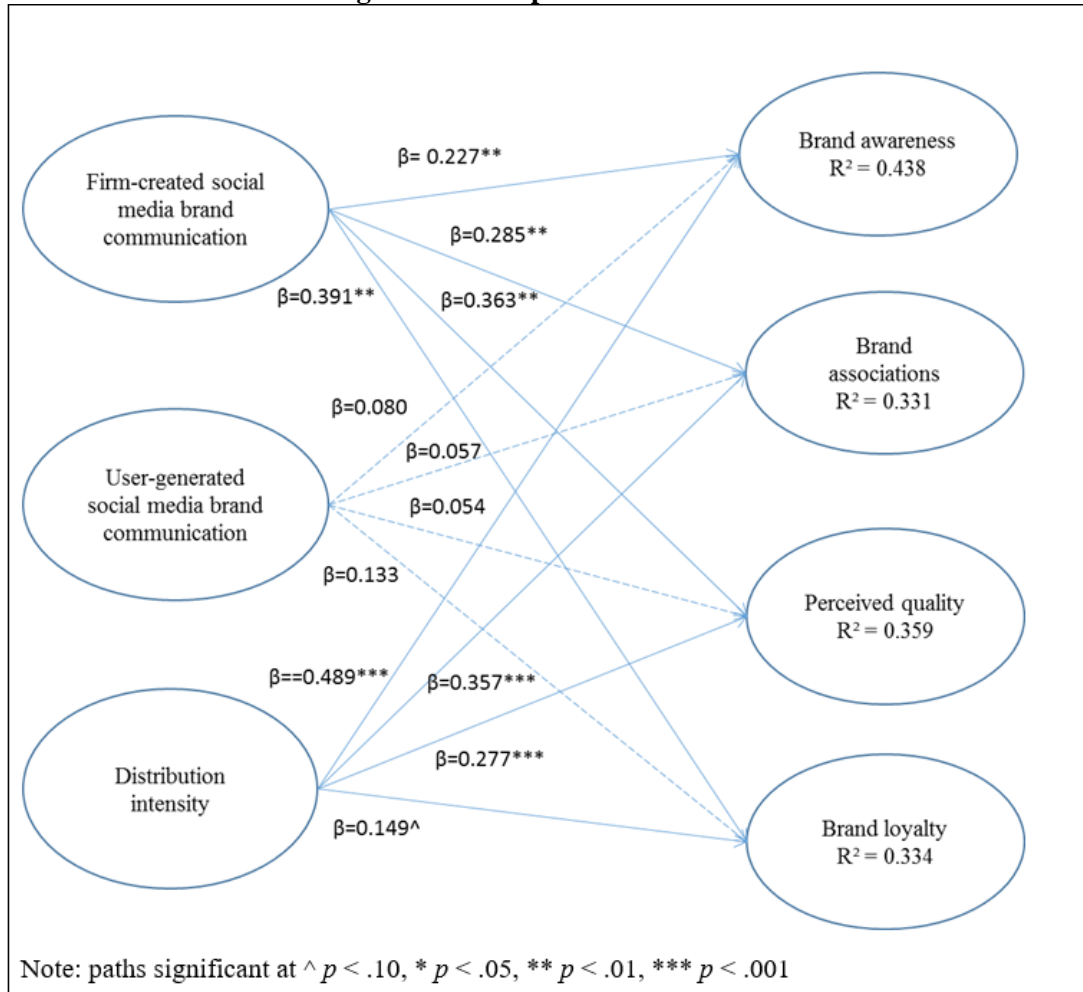 Firm-created social
media brand
communication
User-generated
social media brand
communication
Distribution
intensity
β= 0.227**
β=0.285**
β=0.391**
β=0.363**
β=0.080
β=0.057
β=0.054
β=0.133
β==0.489***
β=0.357***
β=0.277***
β=0.149^
Brand awareness
R² = 0.438
Brand
associations
R² = 0.331
Perceived quality
R² = 0.359
Brand loyalty
R² = 0.334
Note: paths significant at ^ p < .10, * p < .05, ** p < .01, *** p < .001